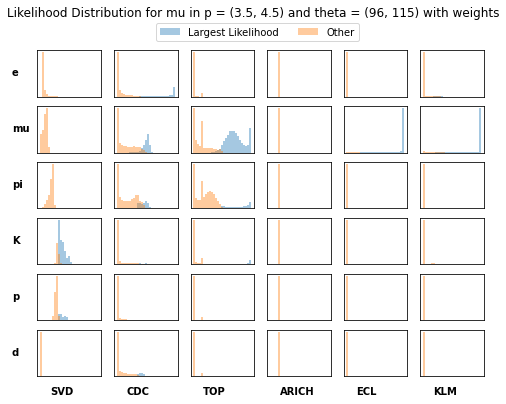 Likelihood Distribution for mu in p = (3.5, 4.5) and theta = (96, 115) with weights
Largest Likelihood Other
e
mu
pi
K
p
d
SVD CDC TOP ARICH ECL KLM